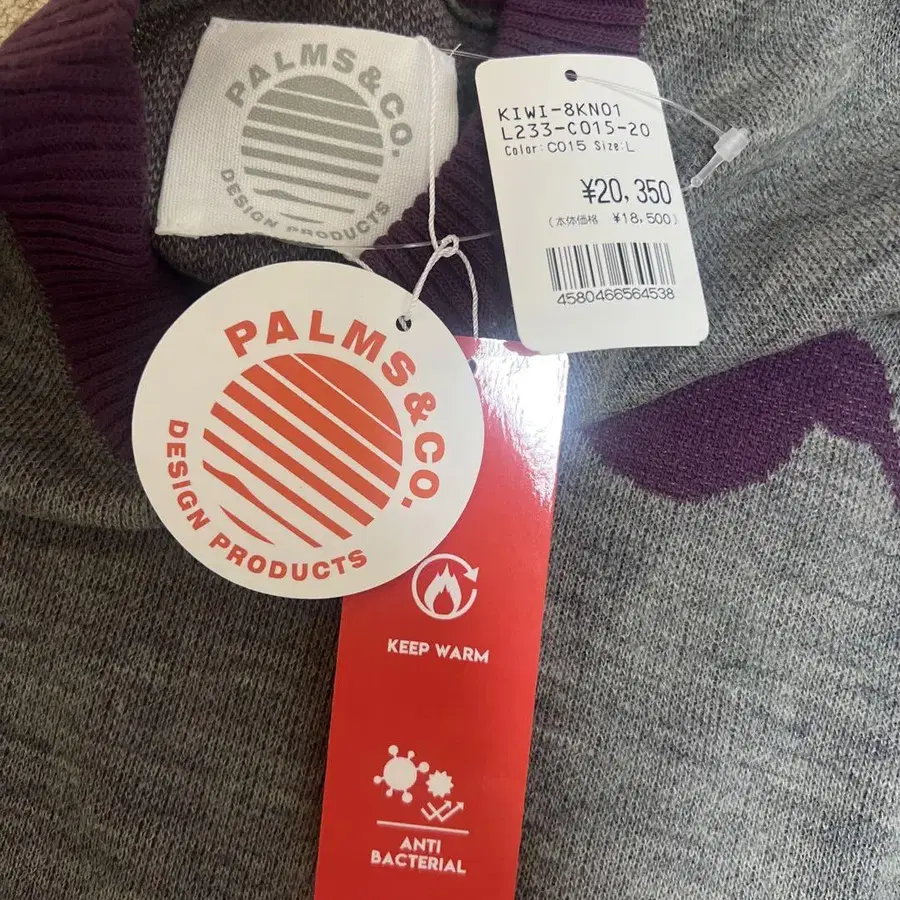 PALMS & CO.
DESIGN PRODUCTS
KIWI-8KN01
L233-C015-20
Color: C015 Size: L
¥20,350
(本体価格 ¥18,500)
4580466564538
PALMS & CO.
DESIGN PRODUCTS
KEEP WARM
ANTI
BACTERIAL